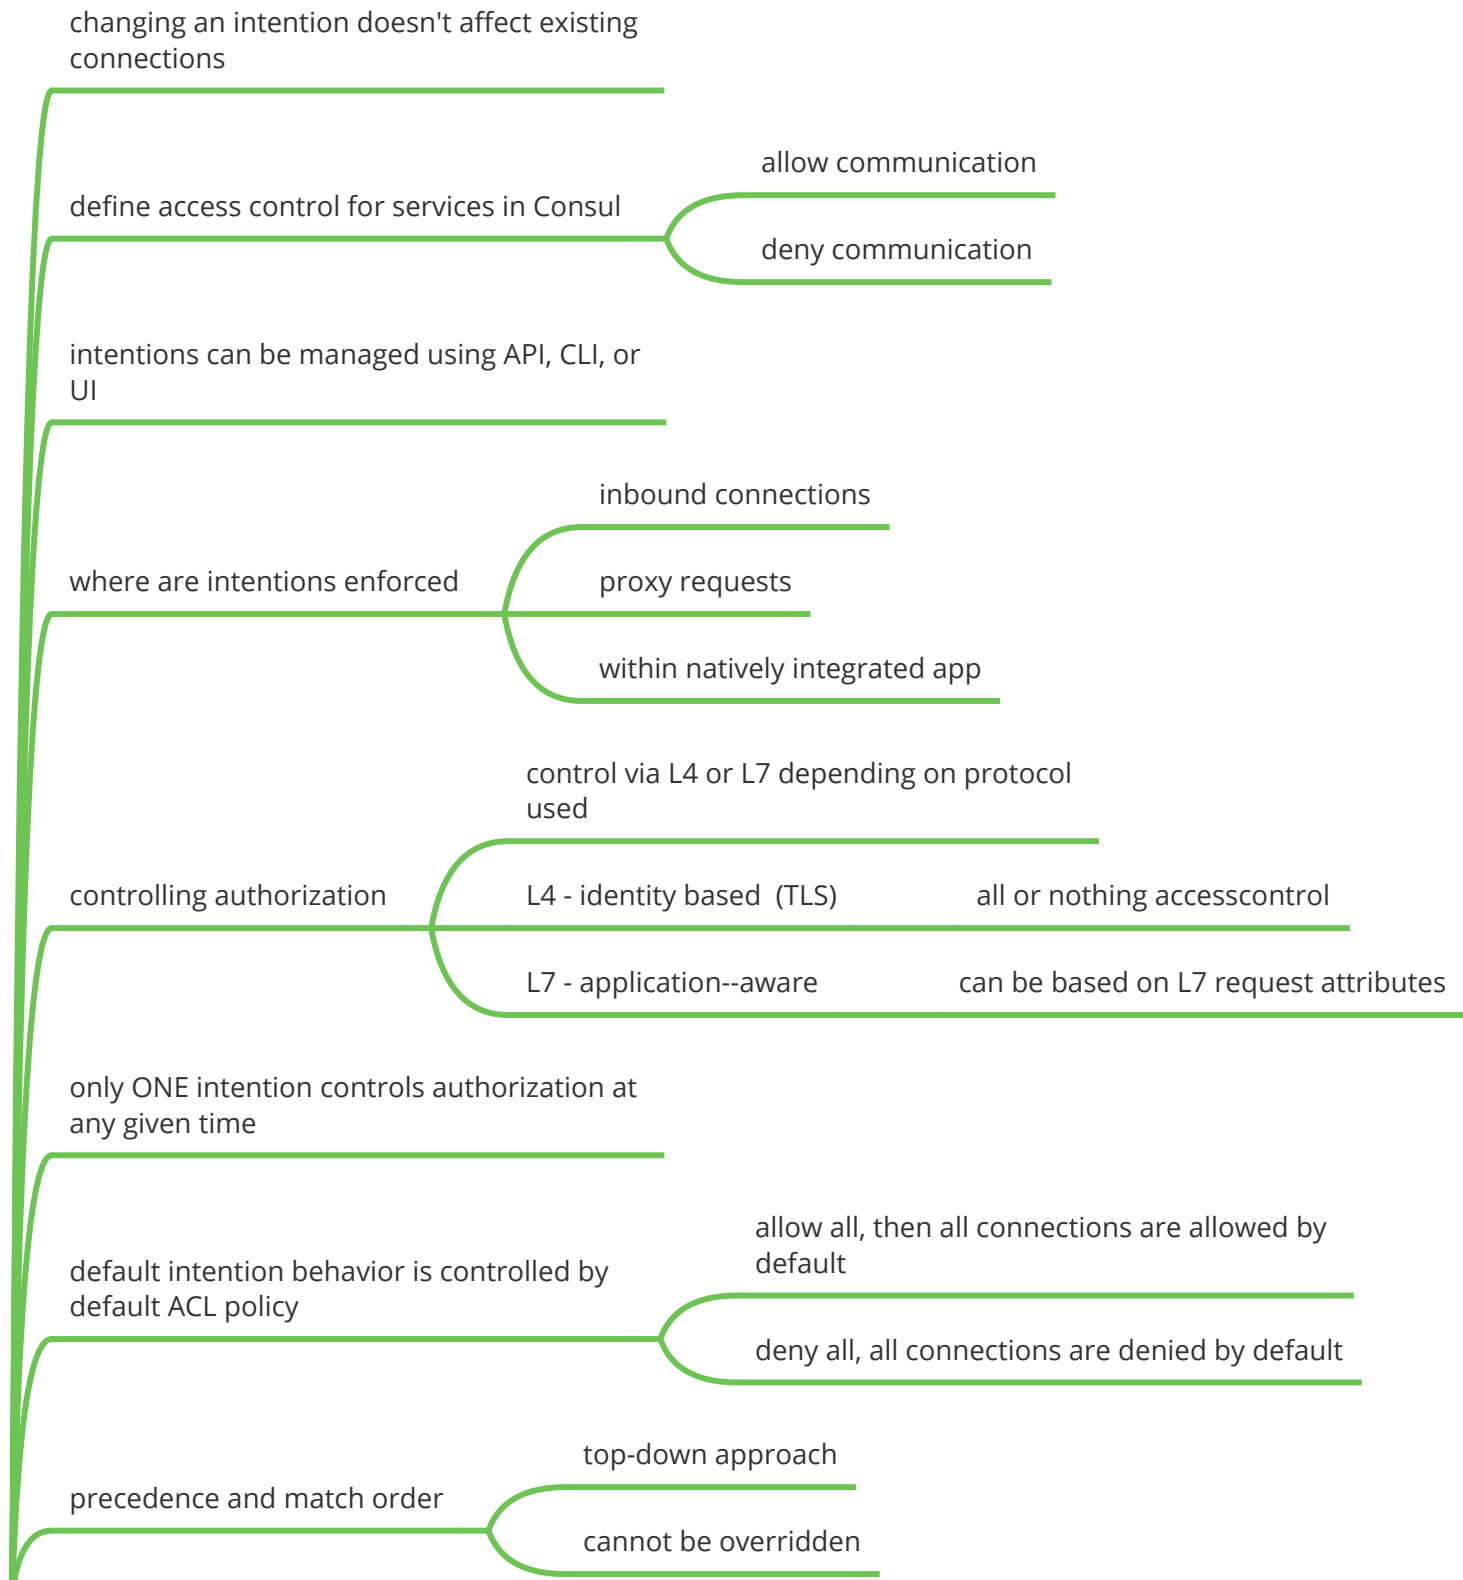 changing an intention doesn't affect existing
connections
define access control for services in Consul
allow communication
deny communication
intentions can be managed using API, CLI, or
UI
where are intentions enforced
inbound connections
proxy requests
within natively integrated app
controlling authorization
control via L4 or L7 depending on protocol
used
L4 - identity based  (TLS)
all or nothing accesscontrol
L7 - application--aware
can be based on L7 request attributes
only ONE intention controls authorization at
any given time
default intention behavior is controlled by
default ACL policy
allow all, then all connections are allowed by
default
deny all, all connections are denied by default
precedence and match order
top-down approach
cannot be overridden